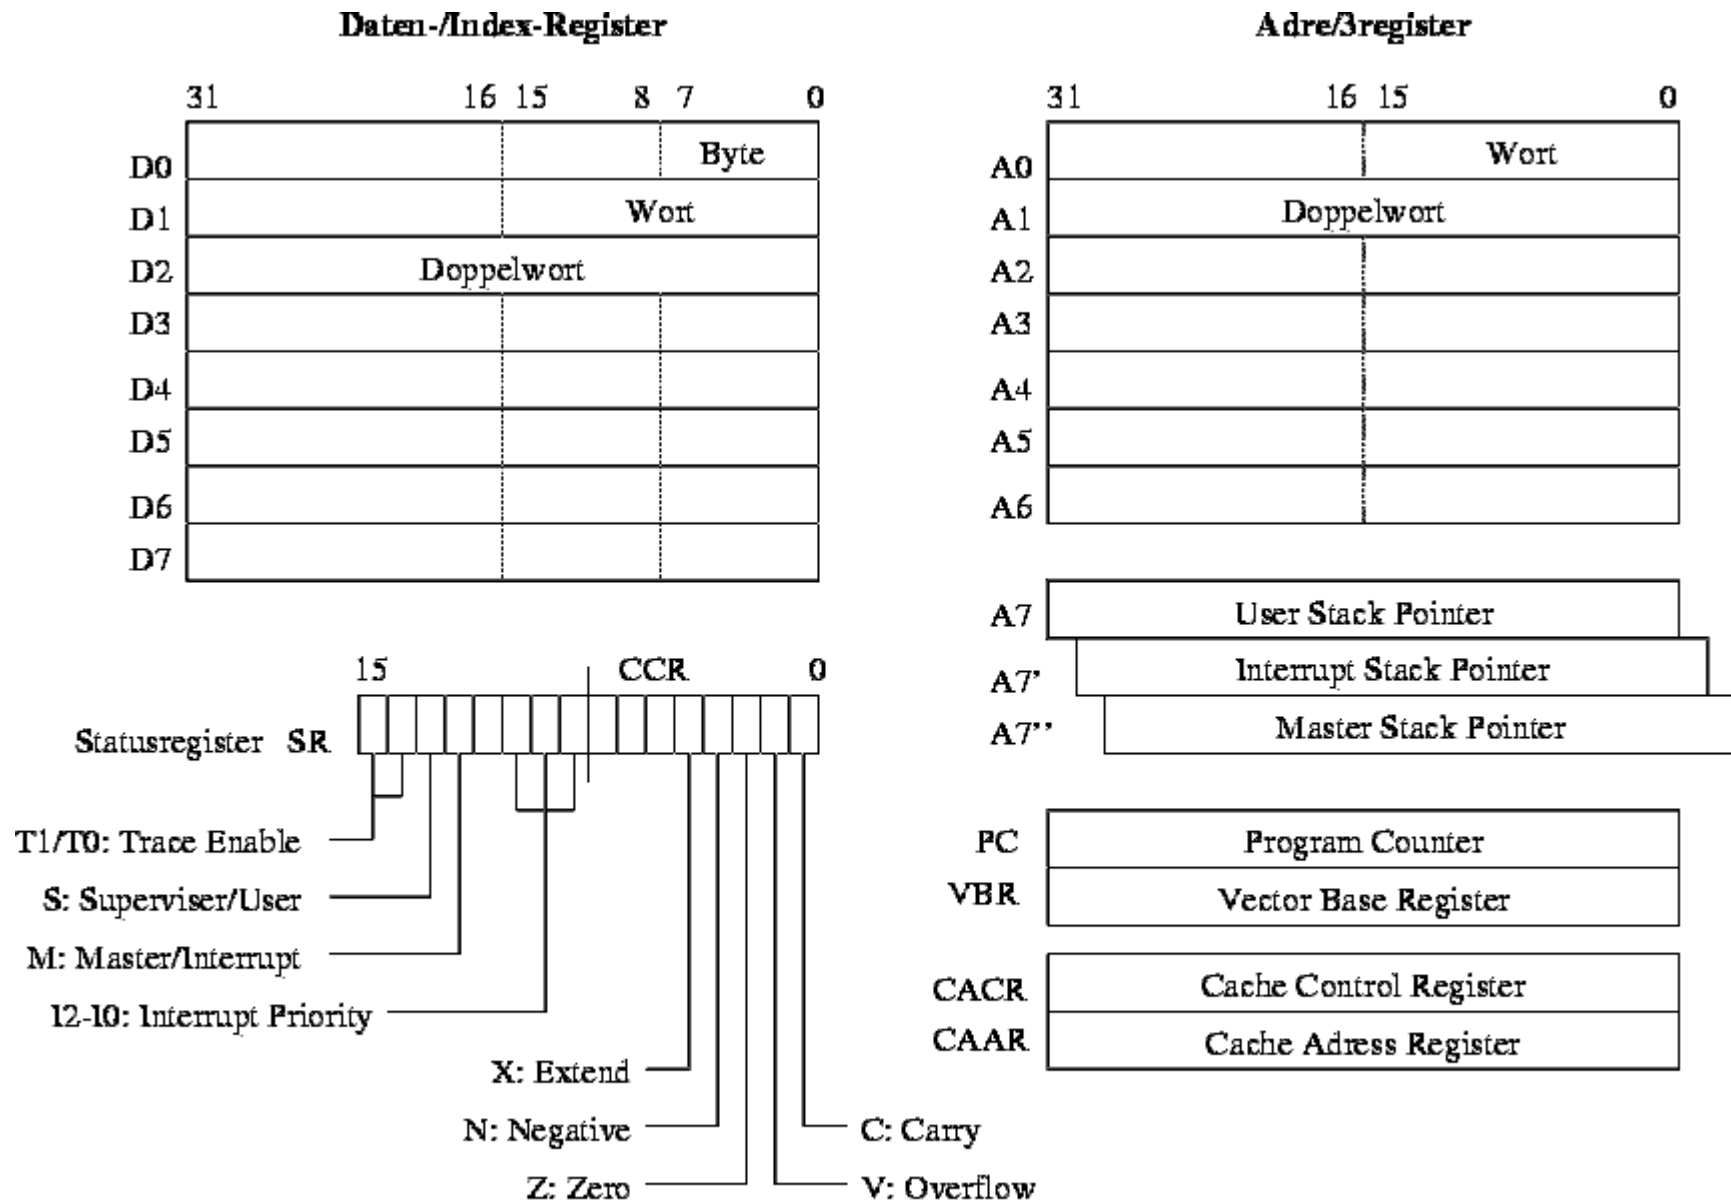 Daten-/Index-Register
31 16 15 8 7 0
D0 Byte
D1 Wort
D2 Doppelwort
D3
D4
D5
D6
D7
Adre/3register
31 16 15 0
A0 Wort
A1 Doppelwort
A2
A3
A4
A5
A6
A7 User Stack Pointer
A7' Interrupt Stack Pointer
A7'' Master Stack Pointer
PC Program Counter
VBR Vector Base Register
CACR Cache Control Register
CAAR Cache Adress Register
15 CCR 0
Statusregister SR
T1/T0: Trace Enable
S: Superviser/User
M: Master/Interrupt
I2-I0: Interrupt Priority
X: Extend
N: Negative
Z: Zero
C: Carry
V: Overflow